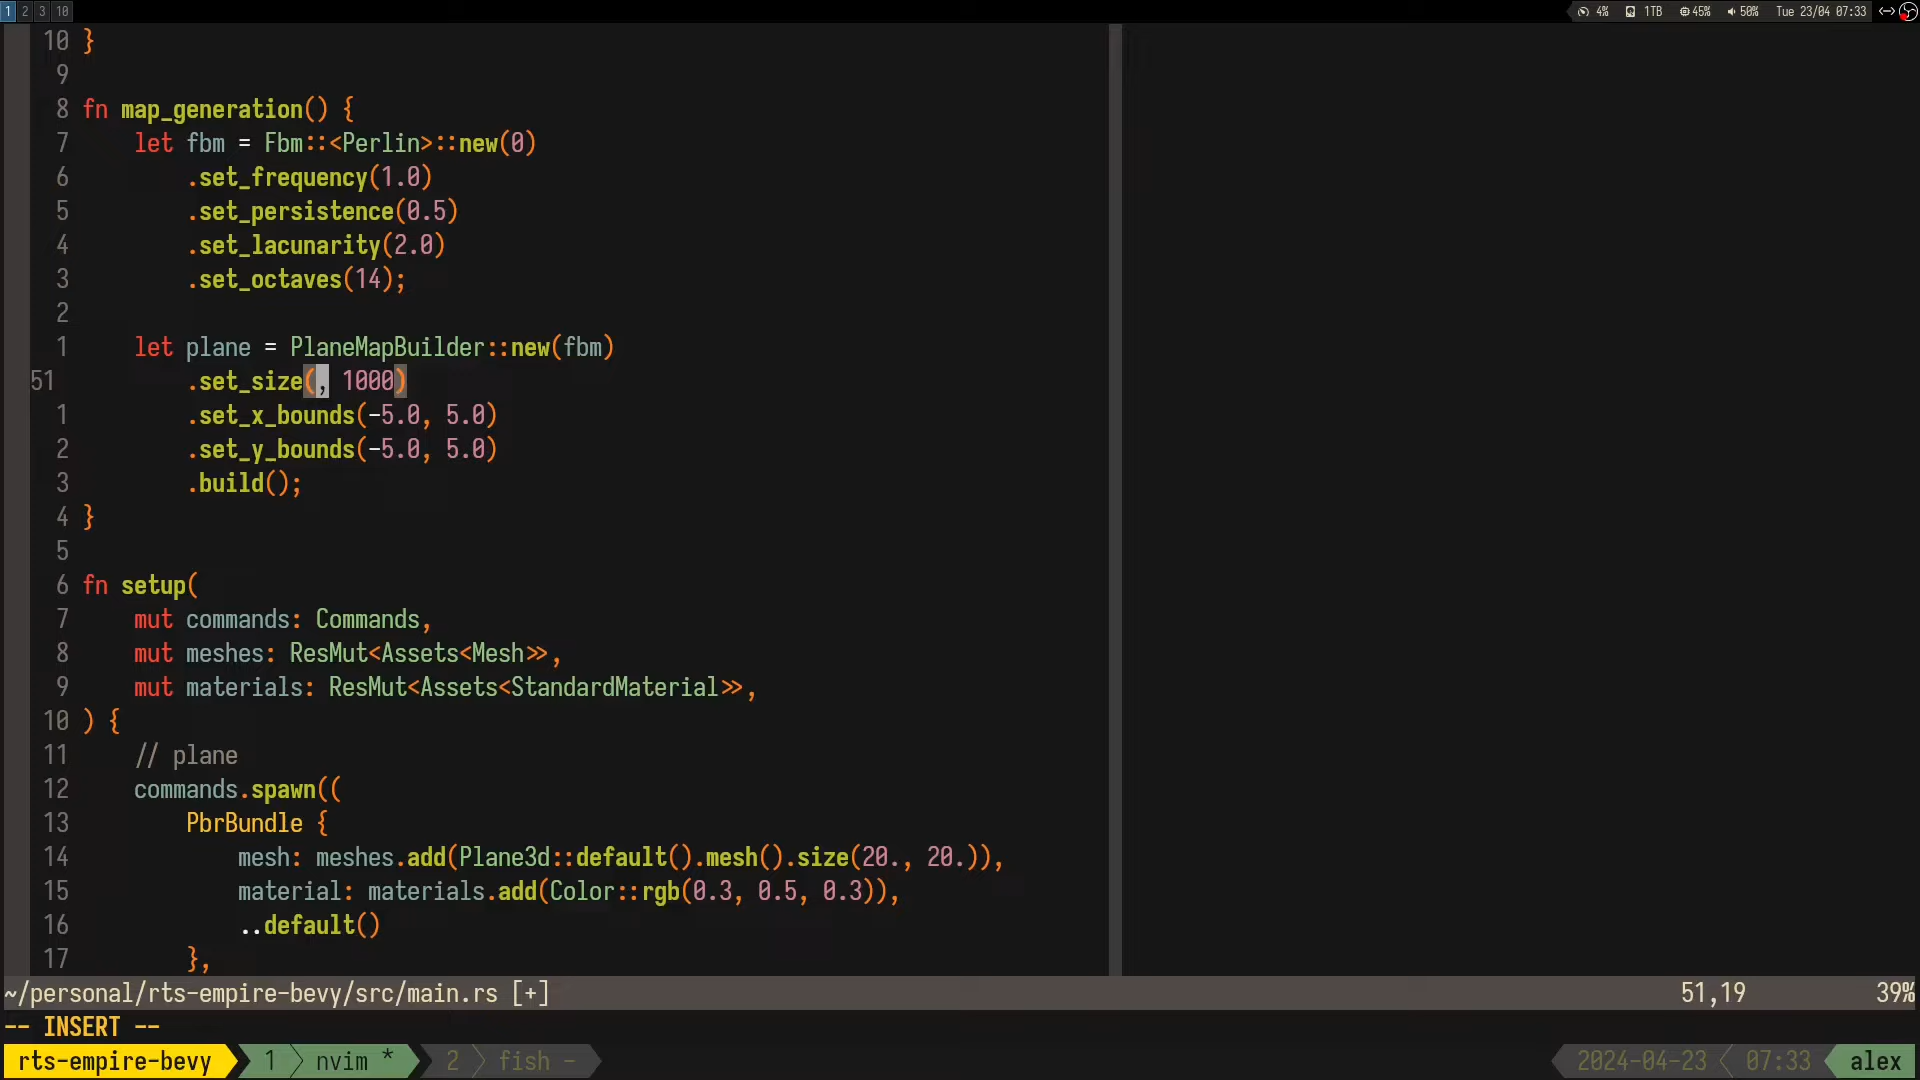 1 2 3 10 4% 1TB 45% 50% Tue 23/04 07:33
10 }
9
8 fn map_generation() {
7 let fbm = Fbm::<Perlin>::new(0)
6 .set_frequency(1.0)
5 .set_persistence(0.5)
4 .set_lacunarity(2.0)
3 .set_octaves(14);
2
1 let plane = PlaneMapBuilder::new(fbm)
51 .set_size(, 1000)
1 .set_x_bounds(-5.0, 5.0)
2 .set_y_bounds(-5.0, 5.0)
3 .build();
4 }
5
6 fn setup(
7 mut commands: Commands,
8 mut meshes: ResMut<Assets<Mesh>>,
9 mut materials: ResMut<Assets<StandardMaterial>>,
10 ) {
11 // plane
12 commands.spawn((
13 PbrBundle {
14 mesh: meshes.add(Plane3d::default().mesh().size(20., 20.)),
15 material: materials.add(Color::rgb(0.3, 0.5, 0.3)),
16 ..default()
17 },
~/personal/rts-empire-bevy/src/main.rs [+] 51,19 39%
-- INSERT --
rts-empire-bevy 1 nvim * 2 fish - 2024-04-23 07:33 alex